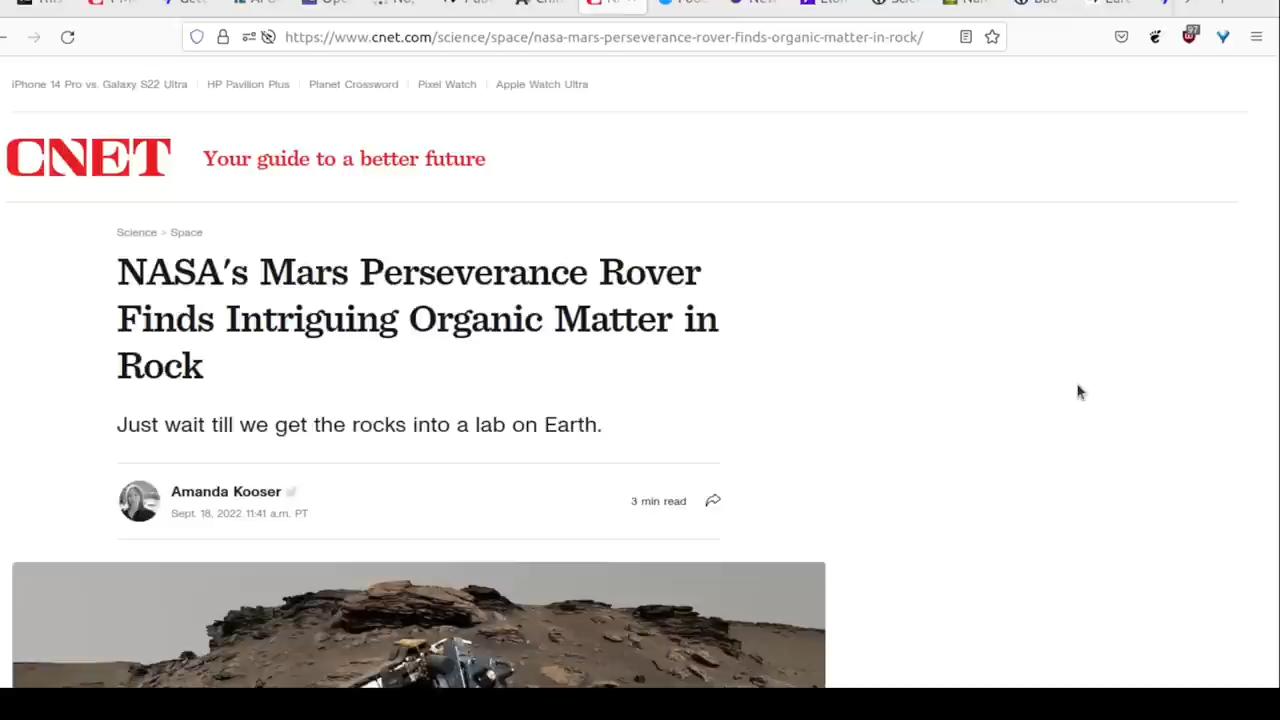 https://www.cnet.com/science/space/nasa-mars-perseverance-rover-finds-organic-matter-in-rock/
97
iPhone 14 Pro vs. Galaxy S22 Ultra HP Pavilion Plus Planet Crossword Pixel Watch Apple Watch Ultra
CNET Your guide to a better future
Science > Space
NASA's Mars Perseverance Rover
Finds Intriguing Organic Matter in
Rock
Just wait till we get the rocks into a lab on Earth.
Amanda Kooser
3 min read
Sept. 18, 2022 11:41 a.m. PT